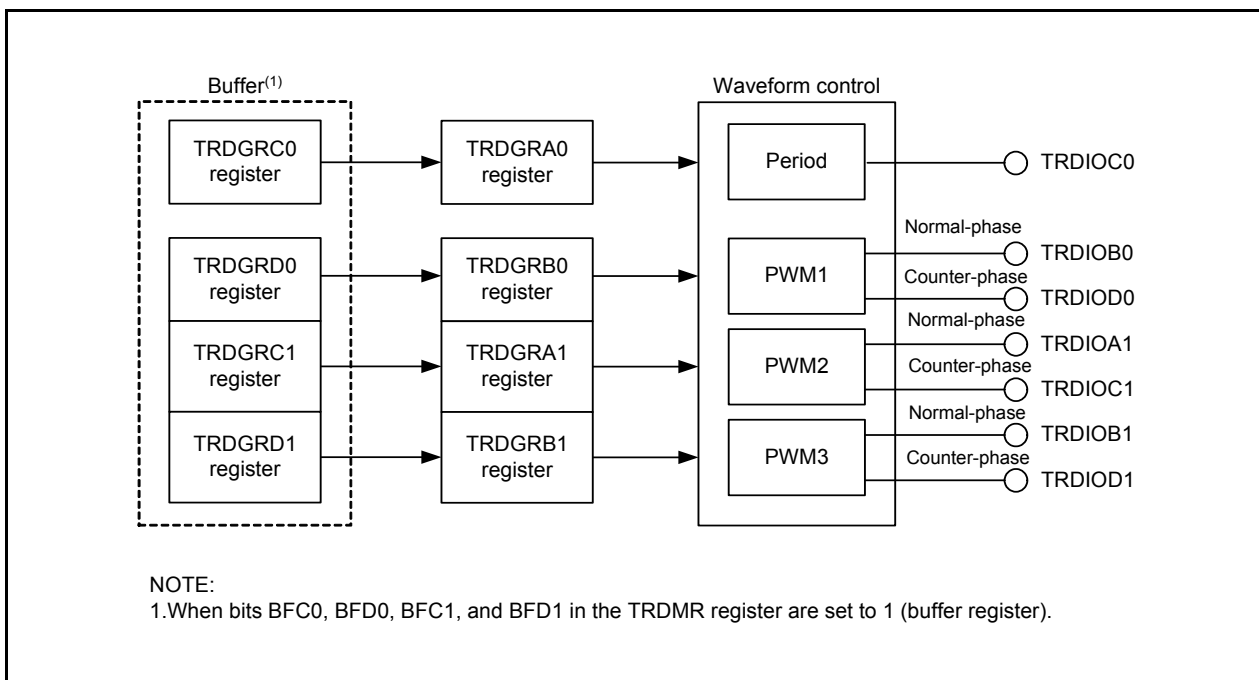 Buffer(1)
Waveform control
TRDGRC0
register
TRDGRA0
register
Period
TRDIOC0
TRDGRD0
register
TRDGRB0
register
PWM1
Normal-phase
TRDIOB0
Counter-phase
TRDIOD0
TRDGRC1
register
TRDGRA1
register
PWM2
Normal-phase
TRDIOA1
Counter-phase
TRDIOC1
TRDGRD1
register
TRDGRB1
register
PWM3
Normal-phase
TRDIOB1
Counter-phase
TRDIOD1
NOTE:
1.When bits BFC0, BFD0, BFC1, and BFD1 in the TRDMR register are set to 1 (buffer register).